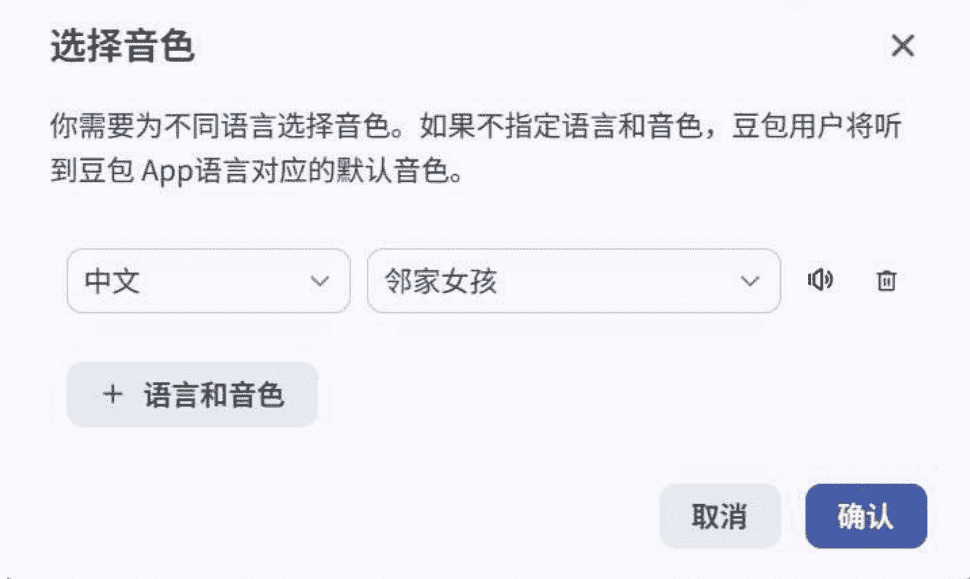 选择音色
你需要为不同语言选择音色。如果不指定语言和音色，豆包用户将听
到豆包 App语言对应的默认音色。
中文 邻家女孩
+ 语言和音色
取消 确认